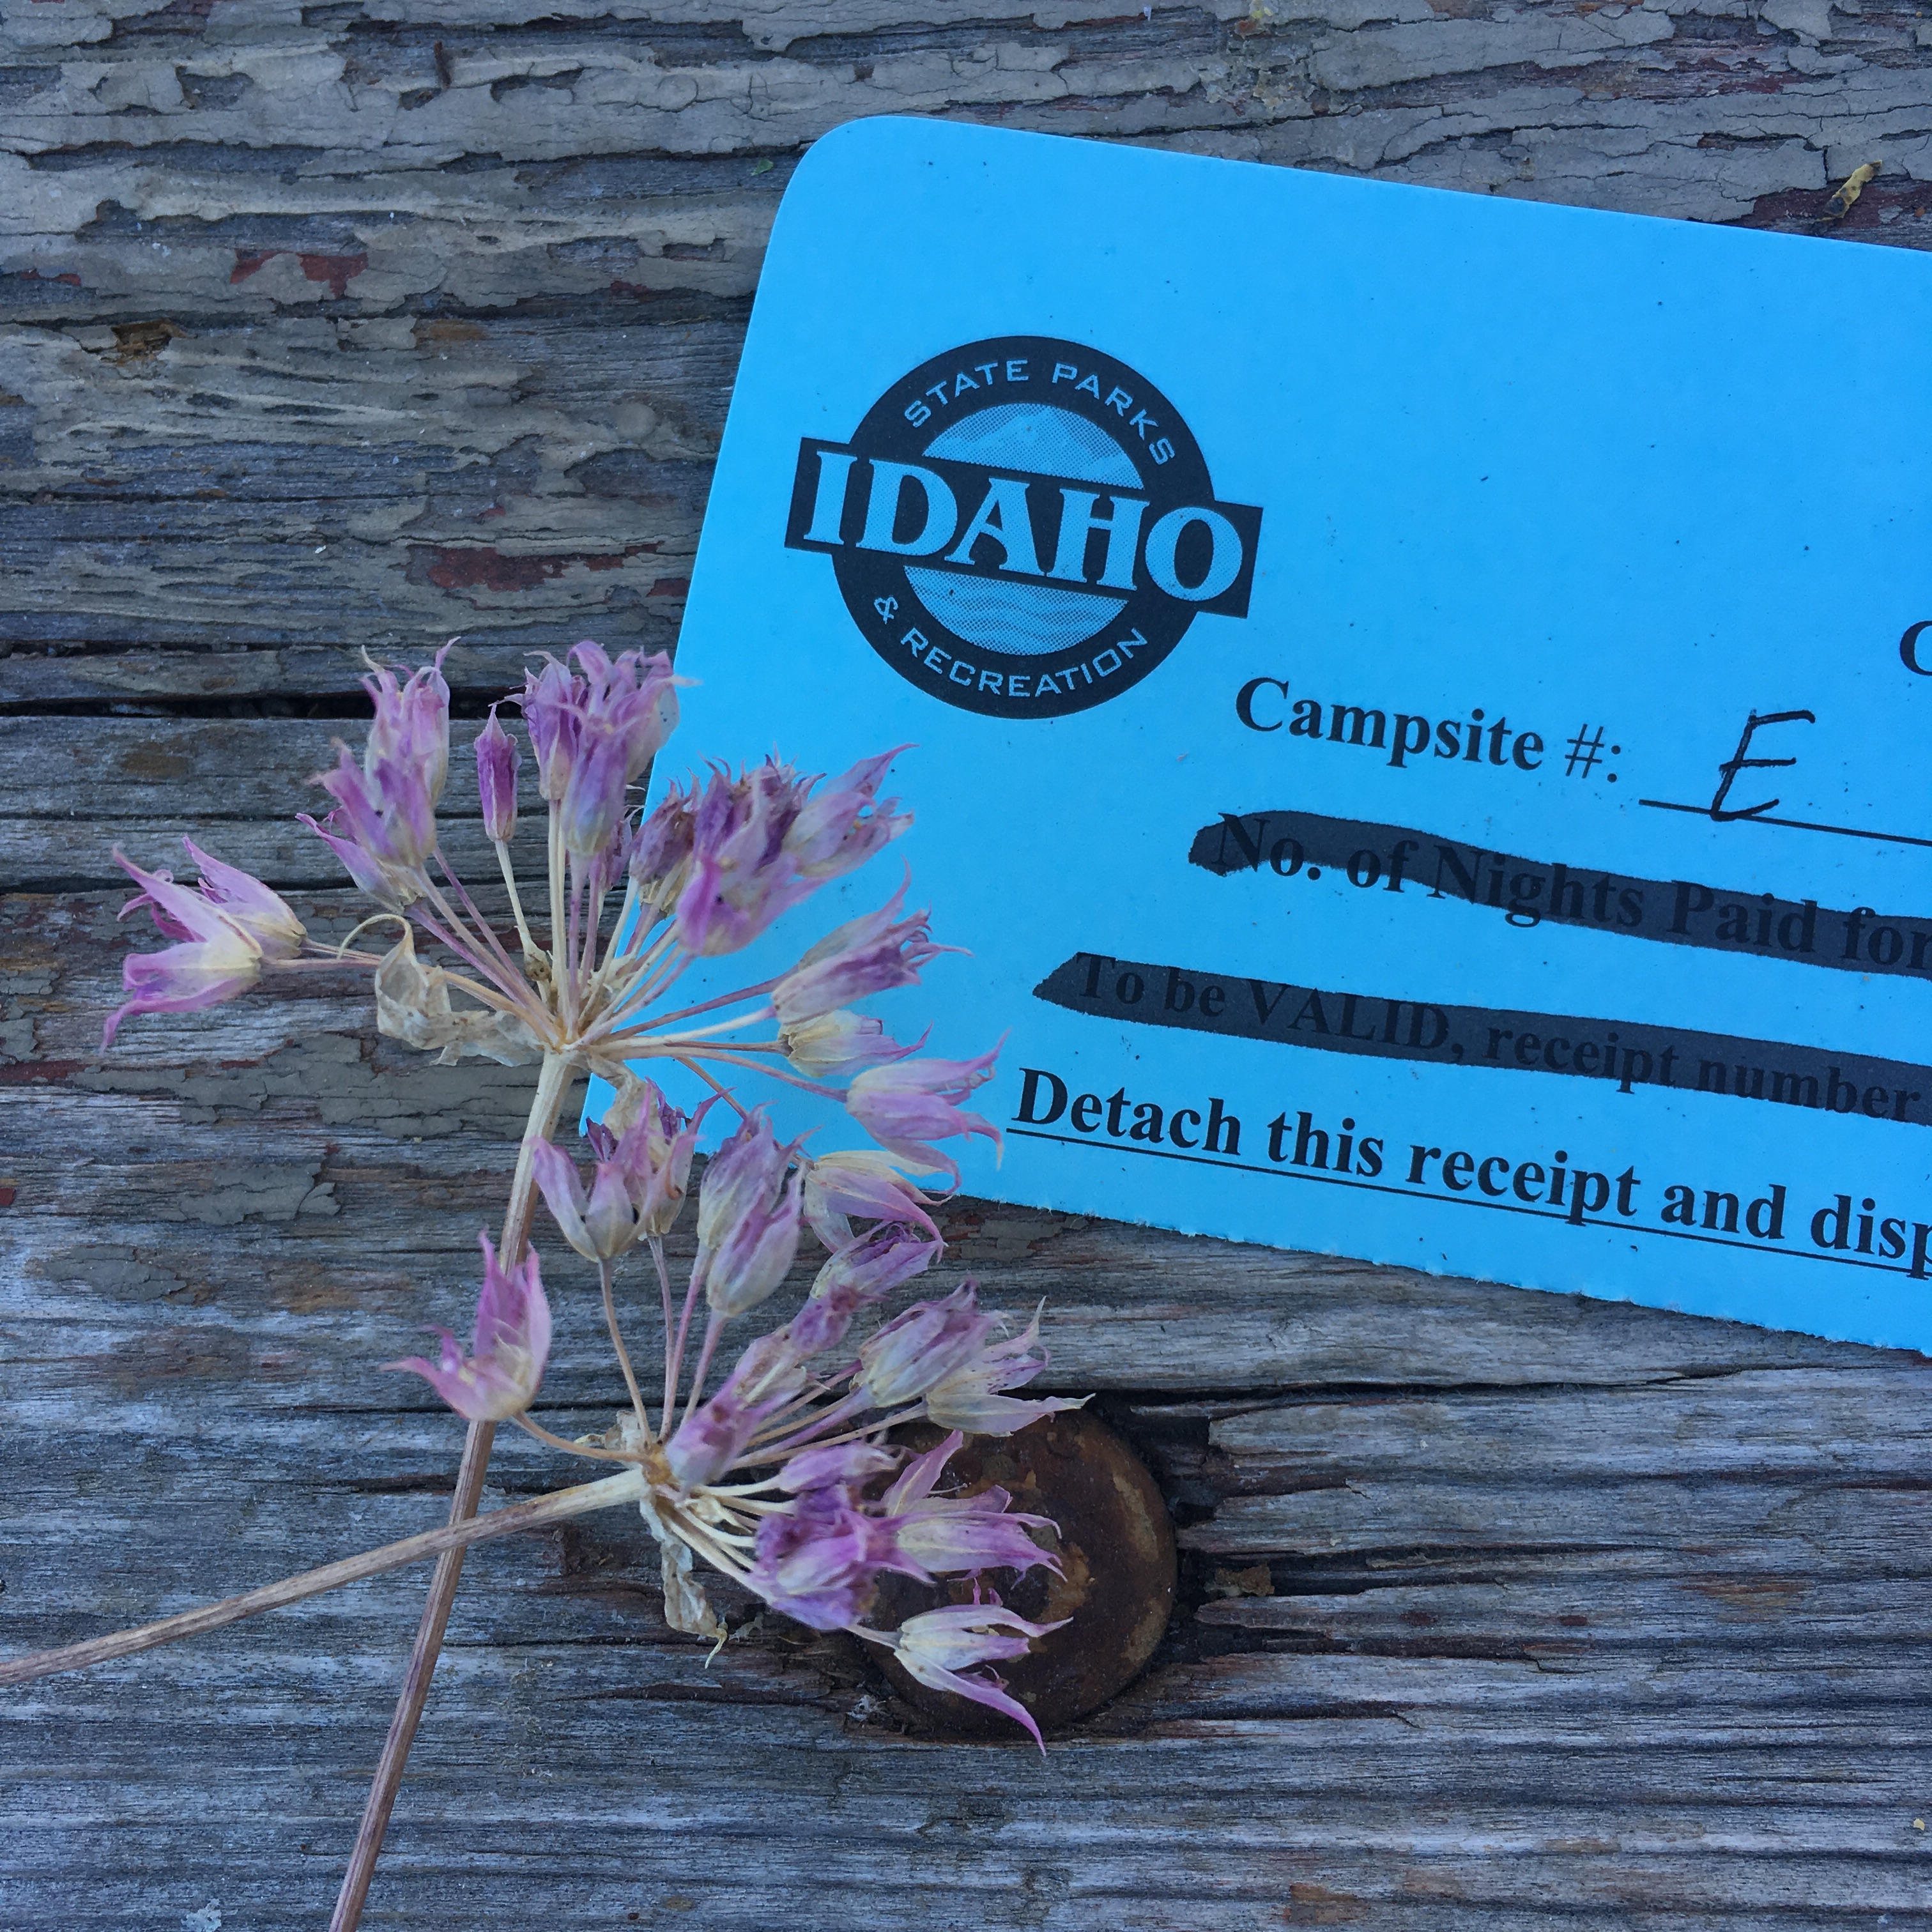 STATE PARKS
IDAHO
& RECREATION
C
Campsite #: E
No. of Nights Paid for
To be VALID, receipt number
Detach this receipt and disp